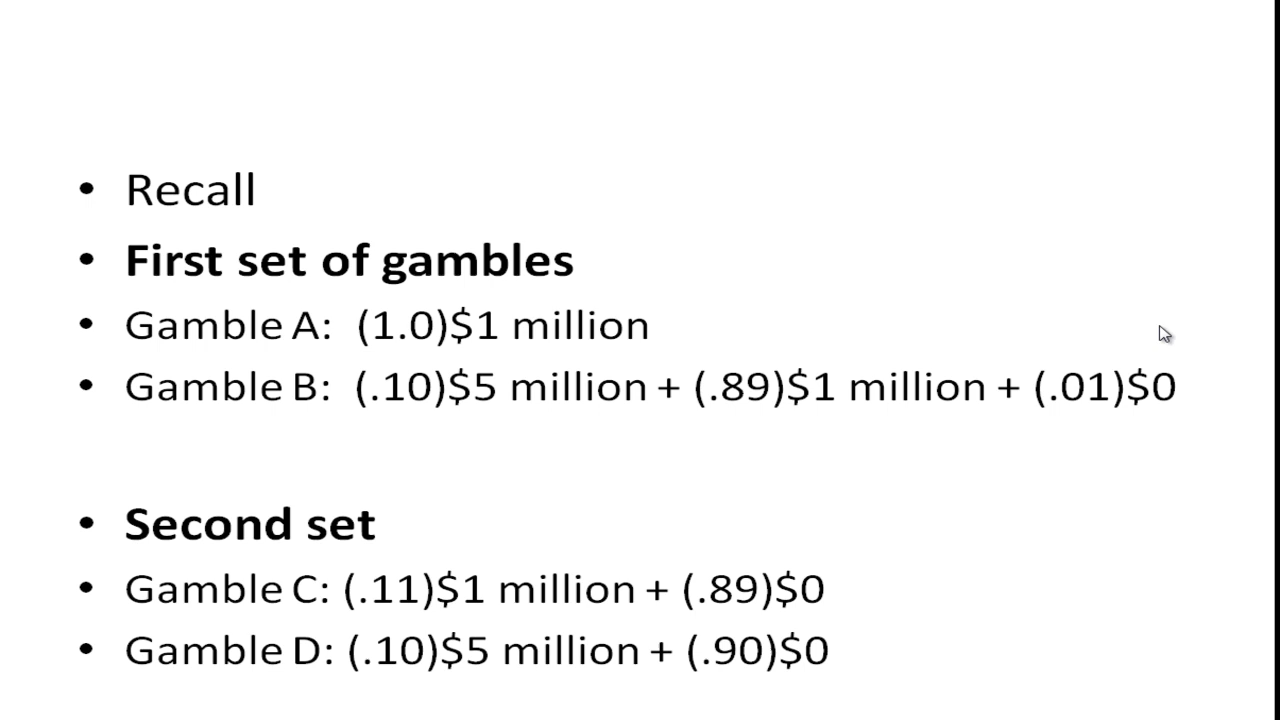 • Recall
• First set of gambles
• Gamble A: (1.0)$1 million
• Gamble B: (.10)$5 million + (.89)$1 million + (.01)$0
• Second set
• Gamble C: (.11)$1 million + (.89)$0
• Gamble D: (.10)$5 million + (.90)$0